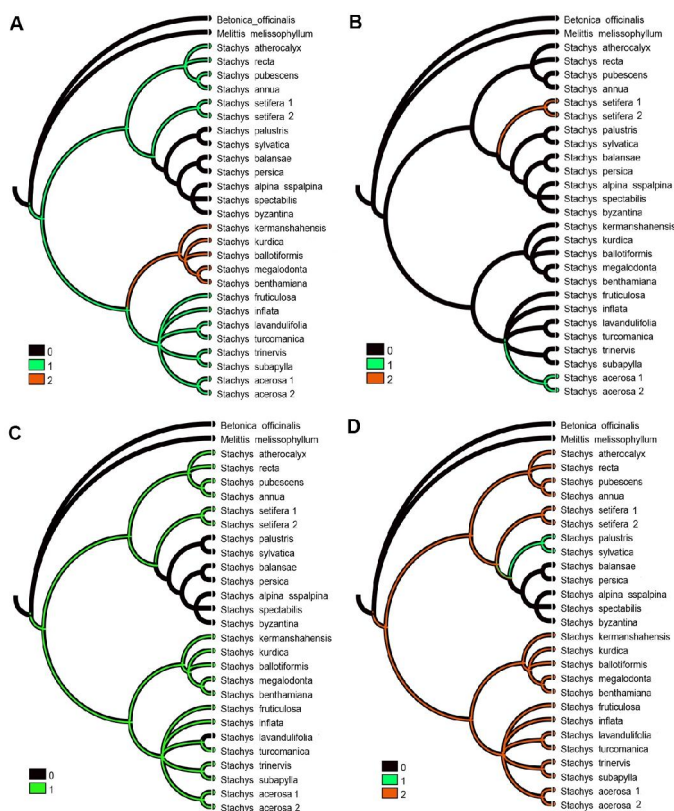 A
Betonica_officinalis
Melittis melissophyllum
Stachys atherocalyx
Stachys recta
Stachys pubescens
Stachys annua
Stachys setifera 1
Stachys setifera 2
Stachys palustris
Stachys sylvatica
Stachys balansae
Stachys persica
Stachys alpina sspalpina
Stachys spectabilis
Stachys byzantina
Stachys kermanshahensis
Stachys kurdica
Stachys ballotiformis
Stachys megalodonta
Stachys benthamiana
Stachys fruticulosa
Stachys inflata
Stachys lavandulifolia
Stachys turcomanica
Stachys trinervis
Stachys subapylla
Stachys acerosa 1
Stachys acerosa 2
0
1
2
B
Betonica officinalis
Melittis melissophyllum
Stachys atherocalyx
Stachys recta
Stachys pubescens
Stachys annua
Stachys setifera 1
Stachys setifera 2
Stachys palustris
Stachys sylvatica
Stachys balansae
Stachys persica
Stachys alpina sspalpina
Stachys spectabilis
Stachys byzantina
Stachys kermanshahensis
Stachys kurdica
Stachys ballotiformis
Stachys megalodonta
Stachys benthamiana
Stachys fruticulosa
Stachys inflata
Stachys lavandulifolia
Stachys turcomanica
Stachys trinervis
Stachys subapylla
Stachys acerosa 1
Stachys acerosa 2
0
1
2
C
Betonica officinalis
Melittis melissophyllum
Stachys atherocalyx
Stachys recta
Stachys pubescens
Stachys annua
Stachys setifera 1
Stachys setifera 2
Stachys palustris
Stachys sylvatica
Stachys balansae
Stachys persica
Stachys alpina sspalpina
Stachys spectabilis
Stachys byzantina
Stachys kermanshahensis
Stachys kurdica
Stachys ballotiformis
Stachys megalodonta
Stachys benthamiana
Stachys fruticulosa
Stachys inflata
Stachys lavandulifolia
Stachys turcomanica
Stachys trinervis
Stachys subapylla
Stachys acerosa 1
Stachys acerosa 2
0
1
D
Betonica officinalis
Melittis melissophyllum
Stachys atherocalyx
Stachys recta
Stachys pubescens
Stachys annua
Stachys setifera 1
Stachys setifera 2
Stachys palustris
Stachys sylvatica
Stachys balansae
Stachys persica
Stachys alpina sspalpina
Stachys spectabilis
Stachys byzantina
Stachys kermanshahensis
Stachys kurdica
Stachys ballotiformis
Stachys megalodonta
Stachys benthamiana
Stachys fruticulosa
Stachys inflata
Stachys lavandulifolia
Stachys turcomanica
Stachys trinervis
Stachys subapylla
Stachys acerosa 1
Stachys acerosa 2
0
1
2